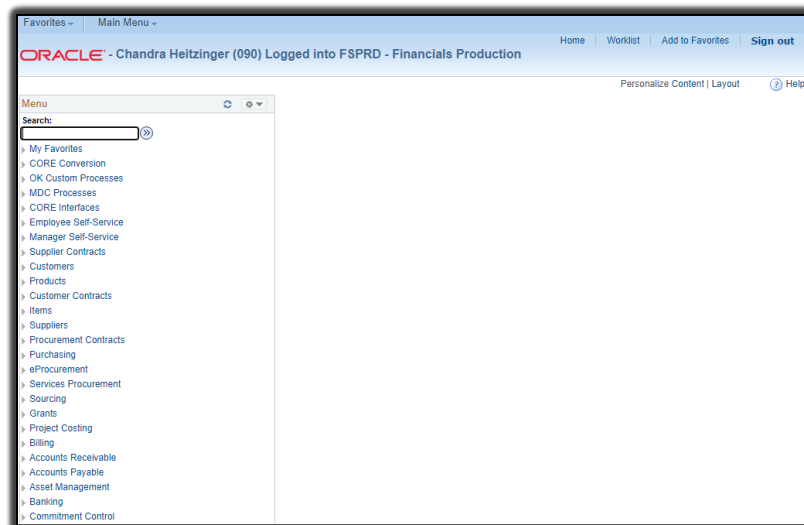 Favorites Main Menu
Home Worklist Add to Favorites Sign out
ORACLE - Chandra Heitzinger (090) Logged into FSPRD - Financials Production
Personalize Content | Layout ? Help
Menu
Search:
My Favorites
CORE Conversion
OK Custom Processes
MDC Processes
CORE Interfaces
Employee Self-Service
Manager Self-Service
Supplier Contracts
Customers
Products
Customer Contracts
Items
Suppliers
Procurement Contracts
Purchasing
eProcurement
Services Procurement
Sourcing
Grants
Project Costing
Billing
Accounts Receivable
Accounts Payable
Asset Management
Banking
Commitment Control